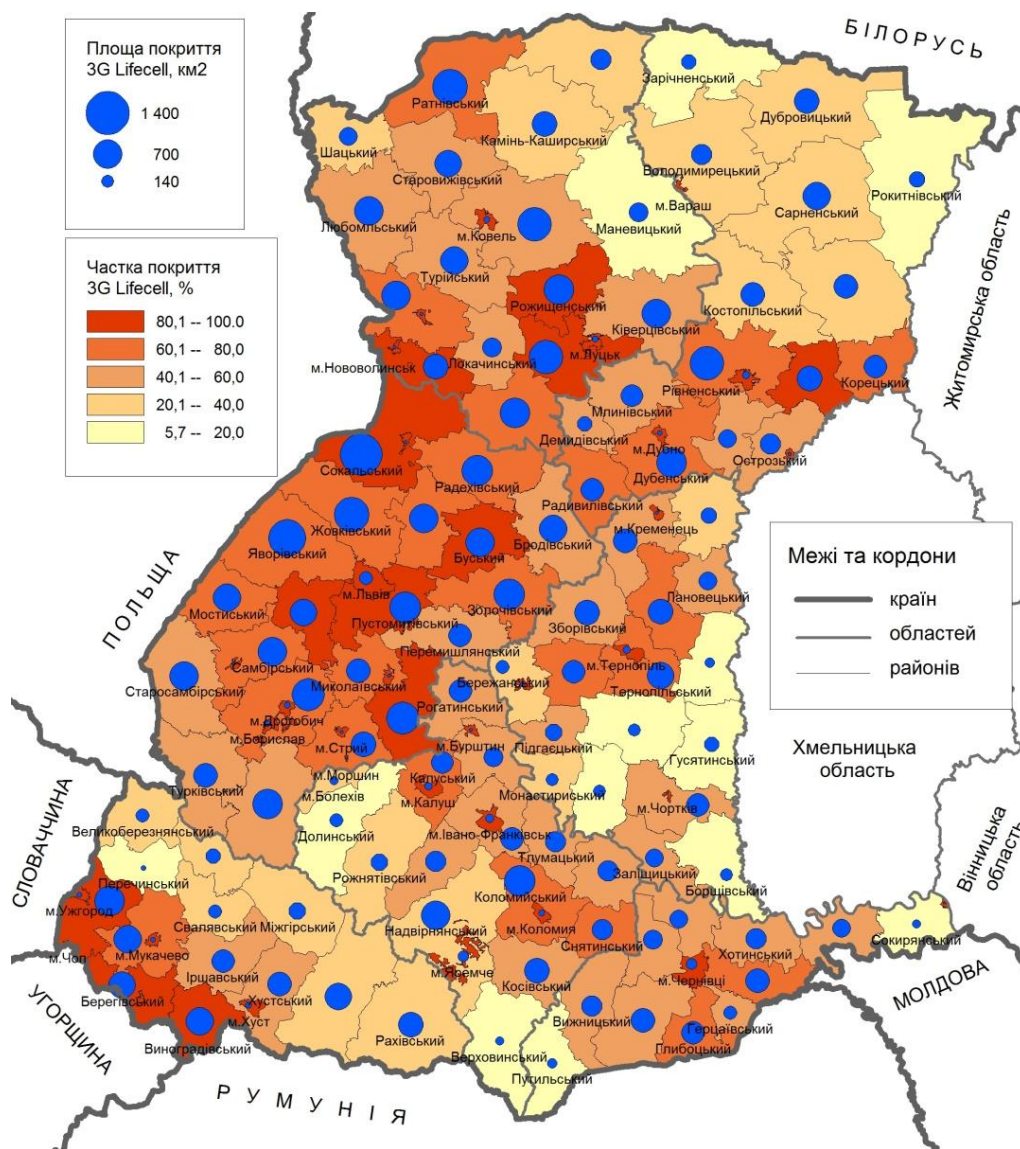 Площа покриття
3G Lifecell, км2
1 400
700
140
Частка покриття
3G Lifecell, %
80,1 -- 100.0
60,1 -- 80,0
40,1 -- 60,0
20,1 -- 40,0
5,7 -- 20,0
БІЛОРУСЬ
Зарічненський
Ратнівський
Дубровицький
Камінь-Каширський
Шацький
Володимирецький
Старовижівський
Рокитнівський
м.Вараш
Сарненський
Маневицький
Любомльський
м.Ковель
Турійський
Житомирська область
Рожищенський
Костопільський
Ківерцівський
м.Нововолинськ
Локачинський
м.Луцьк
Рівненський
Корецький
Млинівський
Демидівський
м.Дубно
Острозький
Сокальський
Дубенський
Радехівський
Радивилівський
Жовківський
м.Кременець
Яворівський
Буський
Бродівський
Межі та кордони
країн
областей
районів
ПОЛЬЩА
м.Львів
Лановецький
Мостиський
Пустомитівський
Золочівський
Зборівський
Перемишлянський
Самбірський
м.Тернопіль
Старосамбірський
Миколаївський
Бережанський
Тернопільський
Рогатинський
м.Дрогобич
м.Борислав
м.Стрий
м.Бурштин
Підгаєцький
Гусятинський
Хмельницька
область
Турківський
м.Моршин
м.Болехів
Калуський
м.Калуш
Монастириський
м.Чортків
СЛОВАЧЧИНА
Великоберезнянський
Долинський
м.Івано-Франківськ
Тлумацький
Рожнятівський
Заліщицький
Борщівський
Вінницька
область
Перечинський
м.Ужгород
Коломийський
Свалявський
Міжгірський
Надвірнянський
м.Коломия
Снятинський
Сокирянський
м.Чоп
м.Мукачево
м.Яремче
Хотинський
Іршавський
Косівський
м.Чернівці
МОЛДОВА
УГОРЩИНА
Берегівський
Хустський
м.Хуст
Вижницький
Герцаївський
Виноградівський
Рахівський
Глибоцький
Верховинський
Путильський
РУМУНІЯ